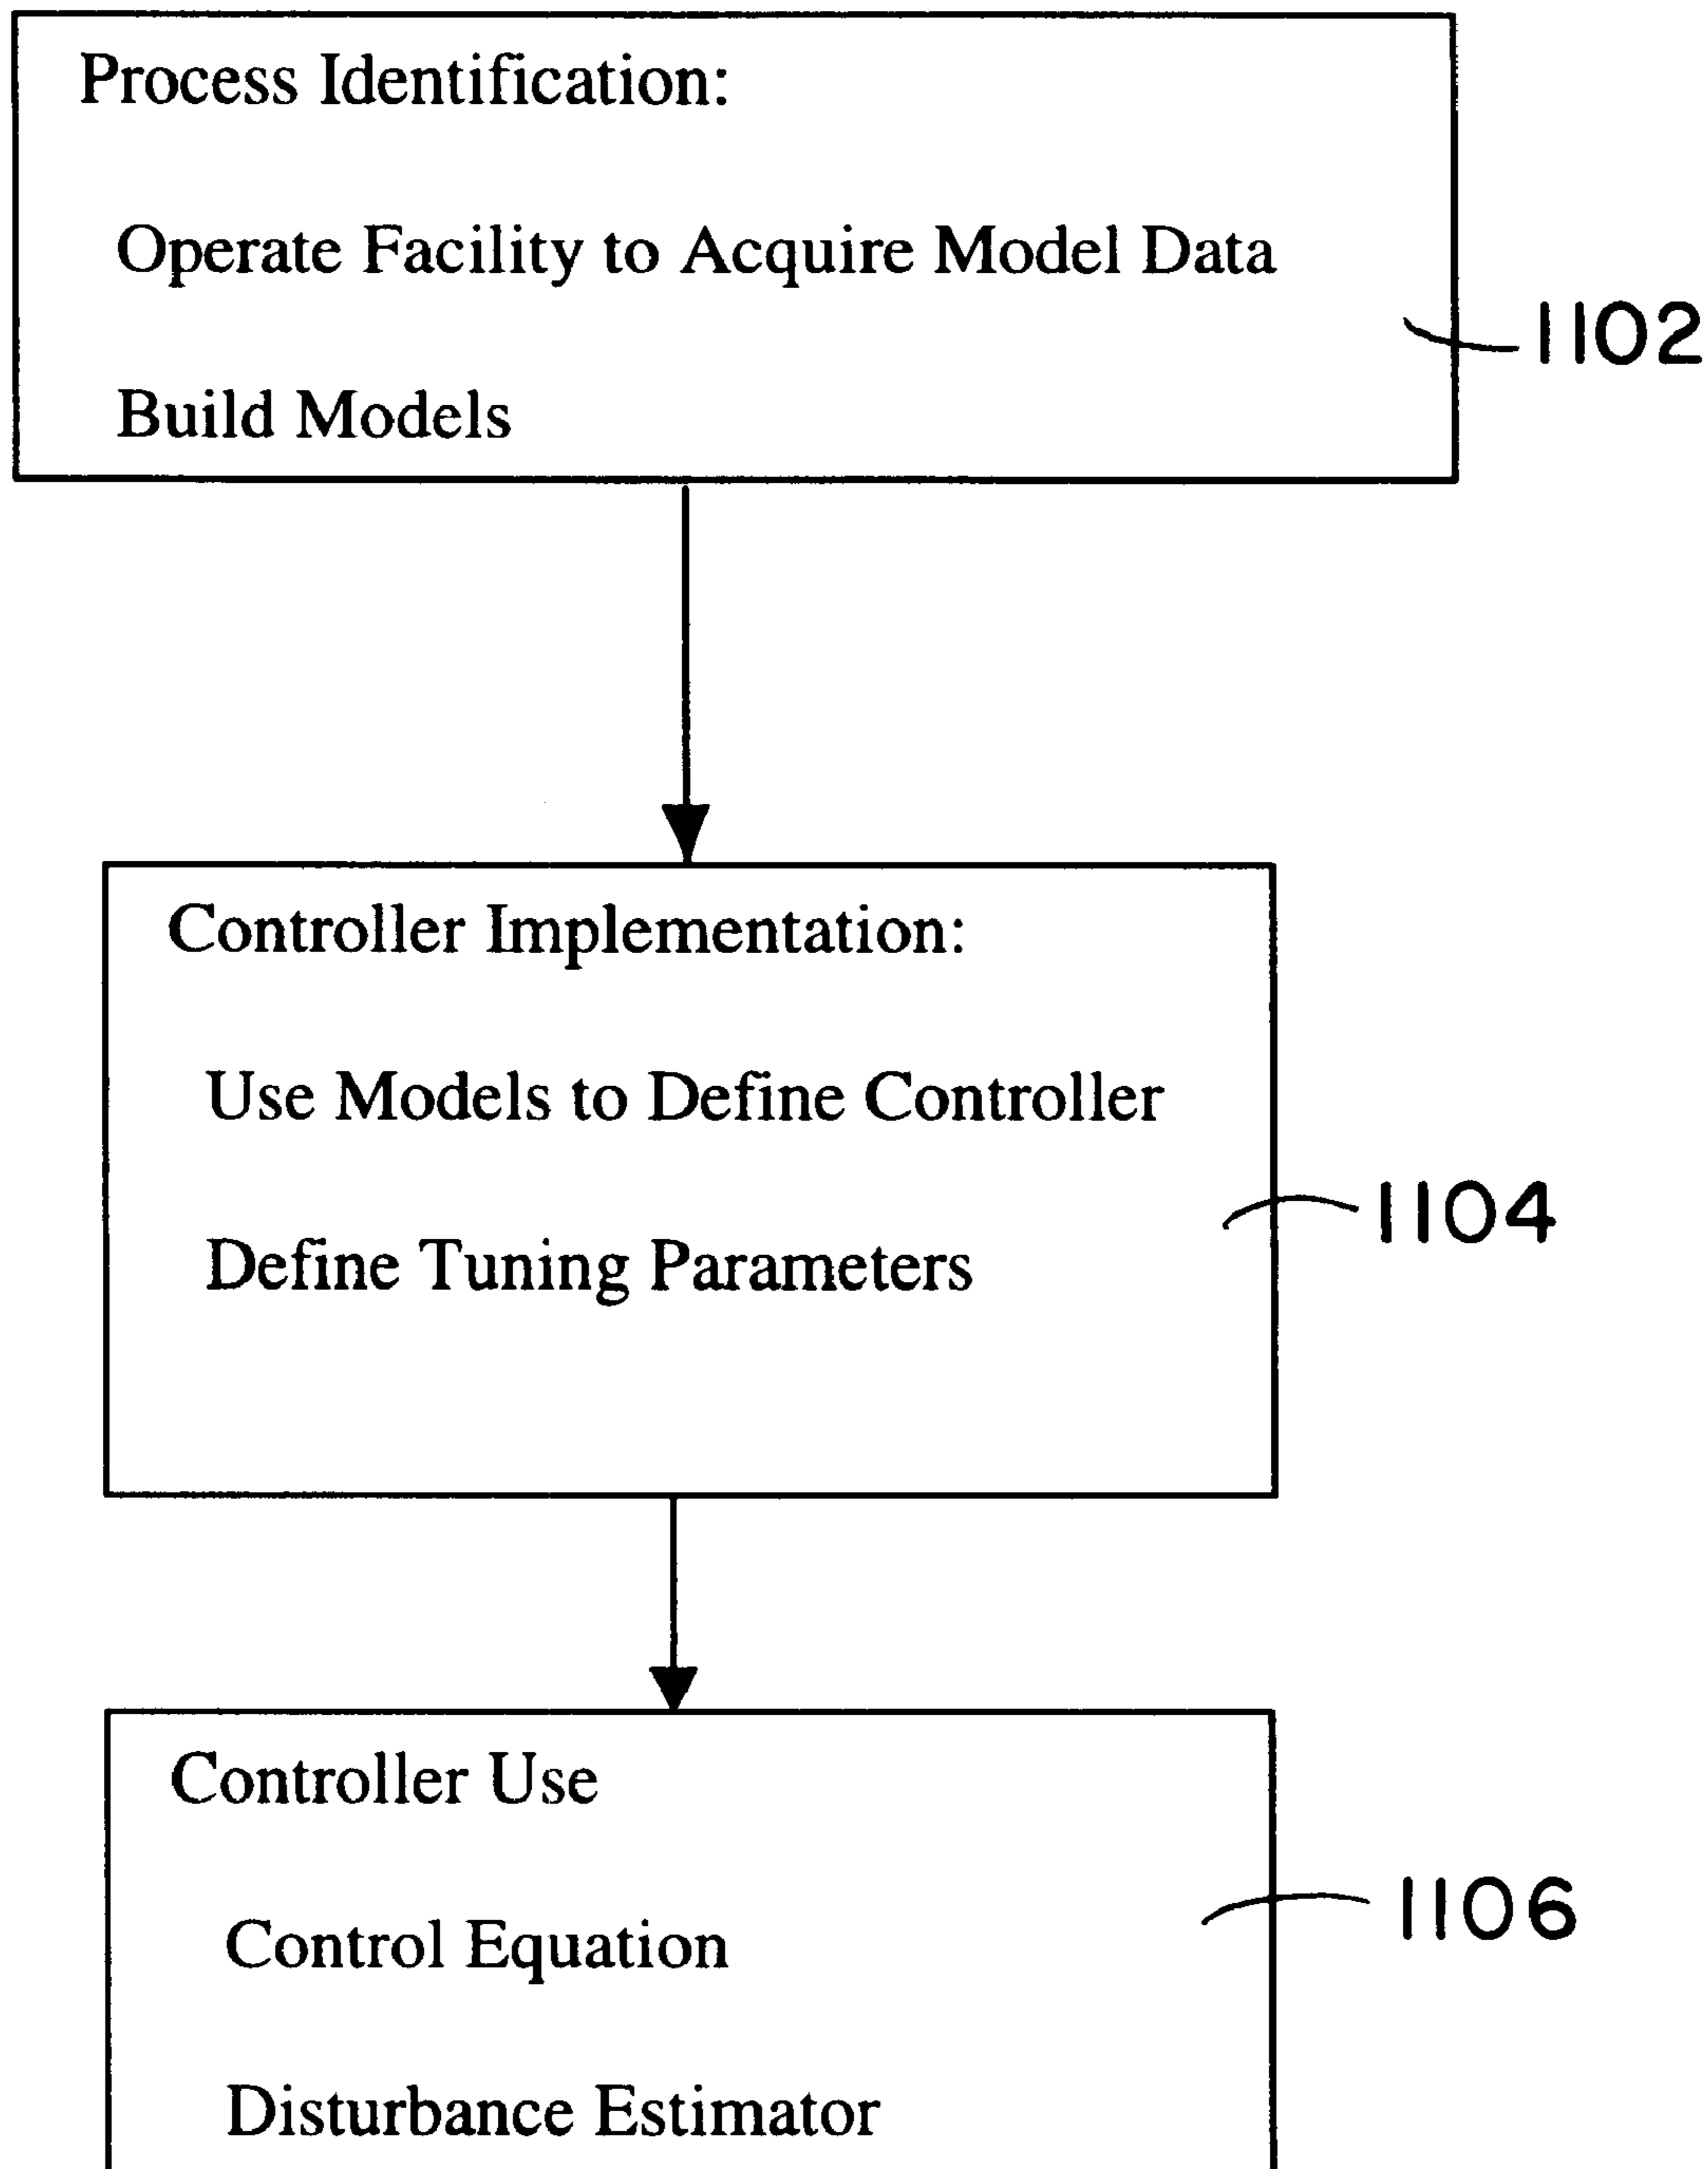 Process Identification:
Operate Facility to Acquire Model Data
1102
Build Models
Controller Implementation:
Use Models to Define Controller
1104
Define Tuning Parameters
Controller Use
1106
Control Equation
Disturbance Estimator